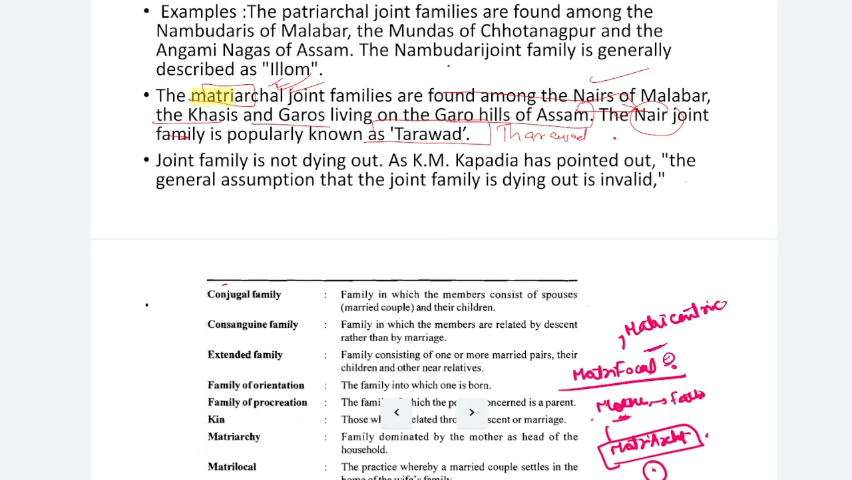 • Examples :The patriarchal joint families are found among the
Nambudaris of Malabar, the Mundas of Chhotanagpur and the
Angami Nagas of Assam. The Nambudarijoint family is generally
described as "Illom".
• The matriarchal joint families are found among the Nairs of Malabar,
the Khasis and Garos living on the Garo hills of Assam. The Nair joint
family is popularly known as 'Tarawad'. Tharawad
• Joint family is not dying out. As K.M. Kapadia has pointed out, "the
general assumption that the joint family is dying out is invalid,"
Conjugal family : Family in which the members consist of spouses
(married couple) and their children.
Consanguine family : Family in which the members are related by descent
rather than by marriage.
Extended family : Family consisting of one or more married pairs, their
children and other near relatives.
Family of orientation : The family into which one is born.
Family of procreation : The oncerned is a parent.
Kin : Those escent or marriage.
Matriarchy : Family dominated by the mother as head of the
household.
Matrilocal : The practice whereby a married couple settles in the
home of the wife's family.
Matricentric
MatriFocal